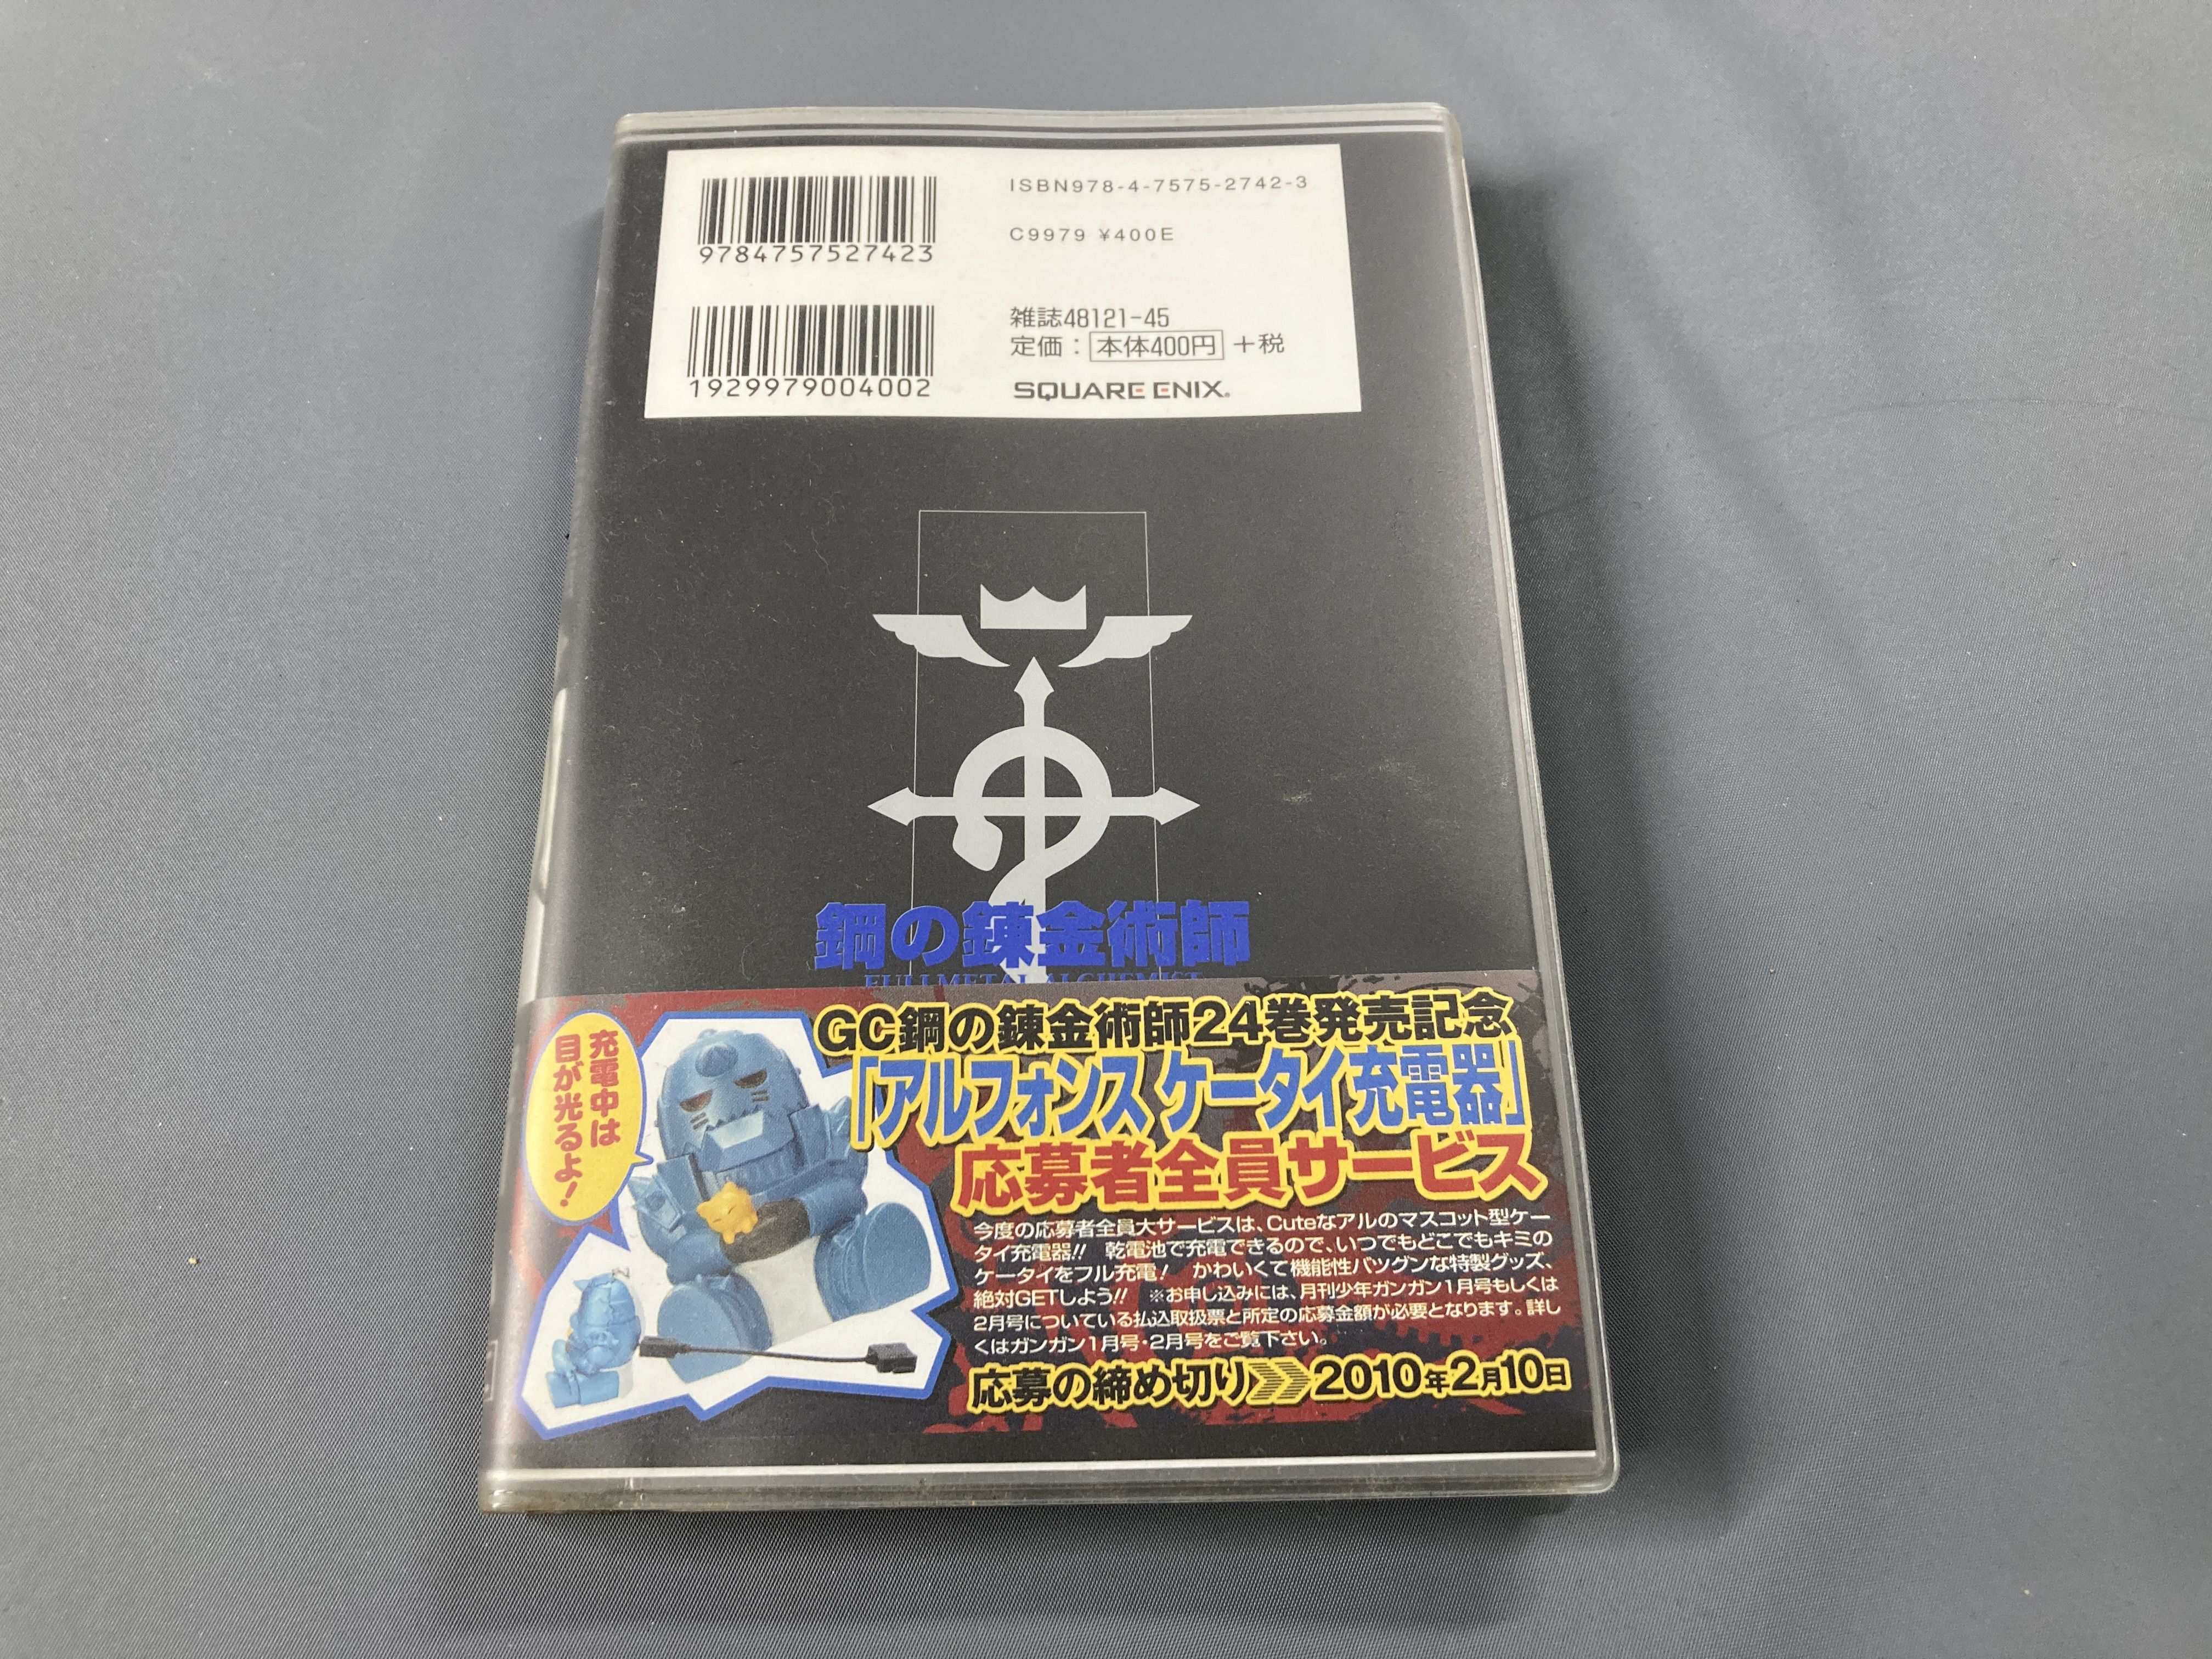 ISBN978-4-7575-2742-3
C9979 ¥400E
9784757527423
雑誌48121-45
定価：本体400円+税
1929979004002
SQUARE ENIX.
鋼の錬金術師
FULLMETAL ALCHEMIST
GC鋼の錬金術師24巻発売記念
「アルフォンス ケータイ充電器」
応募者全員サービス
充電中は
目が光るよ!
今度の応募者全員大サービスは、Cuteなアルのマスコット型ケー
タイ充電器!! 乾電池で充電できるので、いつでもどこでもキミの
ケータイをフル充電! かわいくて機能性バツグンな特製グッズ、
絶対GETしよう!! ※お申し込みには、月刊少年ガンガン1月号もしくは
2月号についている払込取扱票と所定の応募金額が必要となります。詳し
くはガンガン1月号・2月号をご覧下さい。
応募の締め切り 2010年2月10日